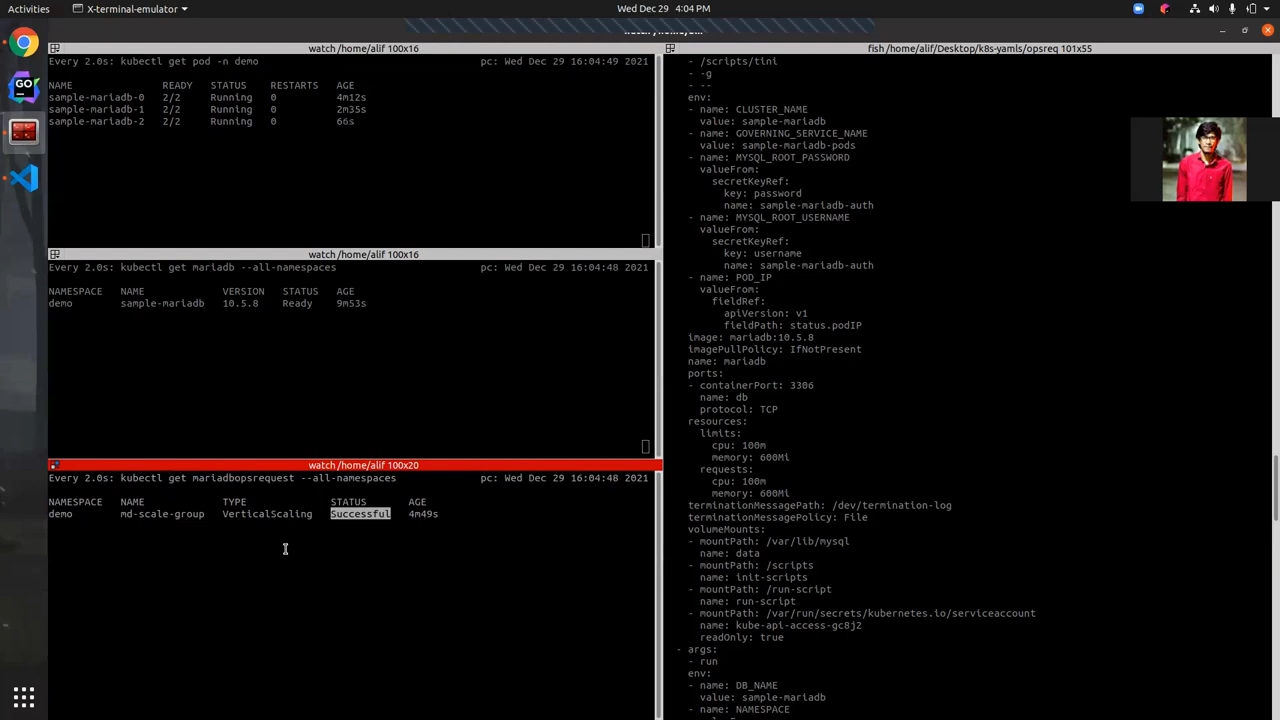 Activities
X-terminal-emulator
Wed Dec 29 4:04 PM
watch /home/alif 100x16
Every 2.0s: kubectl get pod -n demo pc: Wed Dec 29 16:04:49 2021
NAME READY STATUS RESTARTS AGE
sample-mariadb-0 2/2 Running 0 4m12s
sample-mariadb-1 2/2 Running 0 2m35s
sample-mariadb-2 2/2 Running 0 66s
watch /home/alif 100x16
Every 2.0s: kubectl get mariadb --all-namespaces pc: Wed Dec 29 16:04:48 2021
NAMESPACE NAME VERSION STATUS AGE
demo sample-mariadb 10.5.8 Ready 9m53s
watch /home/alif 100x20
Every 2.0s: kubectl get mariadbopsrequest --all-namespaces pc: Wed Dec 29 16:04:48 2021
NAMESPACE NAME TYPE STATUS AGE
demo md-scale-group VerticalScaling Successful 4m49s
fish /home/alif/Desktop/k8s-yamls/opsreq 101x55
- /scripts/tini
- -g
- --
env:
- name: CLUSTER_NAME
value: sample-mariadb
- name: GOVERNING_SERVICE_NAME
value: sample-mariadb-pods
- name: MYSQL_ROOT_PASSWORD
valueFrom:
secretKeyRef:
key: password
name: sample-mariadb-auth
- name: MYSQL_ROOT_USERNAME
valueFrom:
secretKeyRef:
key: username
name: sample-mariadb-auth
- name: POD_IP
valueFrom:
fieldRef:
apiVersion: v1
fieldPath: status.podIP
image: mariadb:10.5.8
imagePullPolicy: IfNotPresent
name: mariadb
ports:
- containerPort: 3306
name: db
protocol: TCP
resources:
limits:
cpu: 100m
memory: 600Mi
requests:
cpu: 100m
memory: 600Mi
terminationMessagePath: /dev/termination-log
terminationMessagePolicy: File
volumeMounts:
- mountPath: /var/lib/mysql
name: data
- mountPath: /scripts
name: init-scripts
- mountPath: /run-script
name: run-script
- mountPath: /var/run/secrets/kubernetes.io/serviceaccount
name: kube-api-access-gc8j2
readOnly: true
- args:
- run
env:
- name: DB_NAME
value: sample-mariadb
- name: NAMESPACE
GO